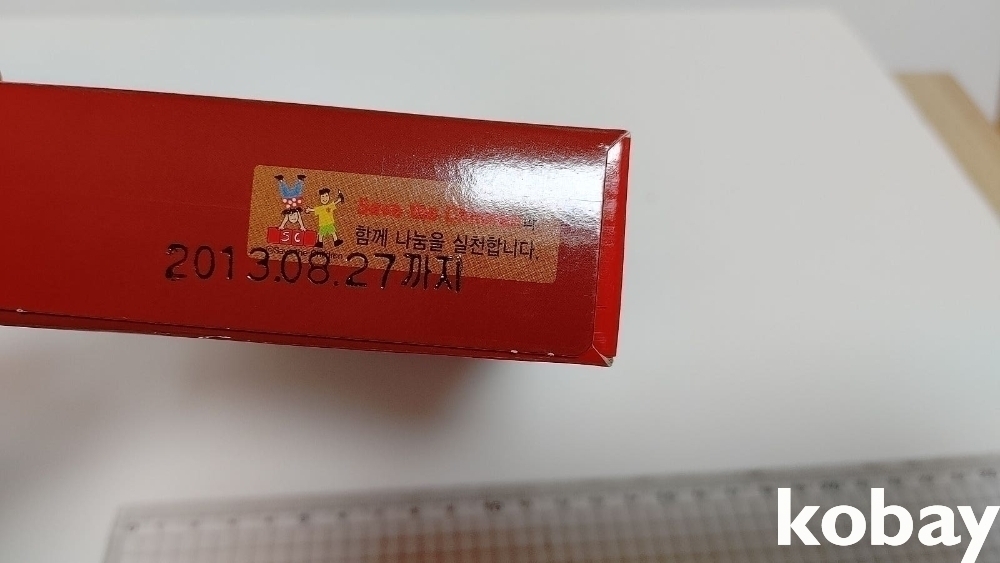 Save the Children과
함께 나눔을 실천합니다.
SC
2013.08.27까지
kobay